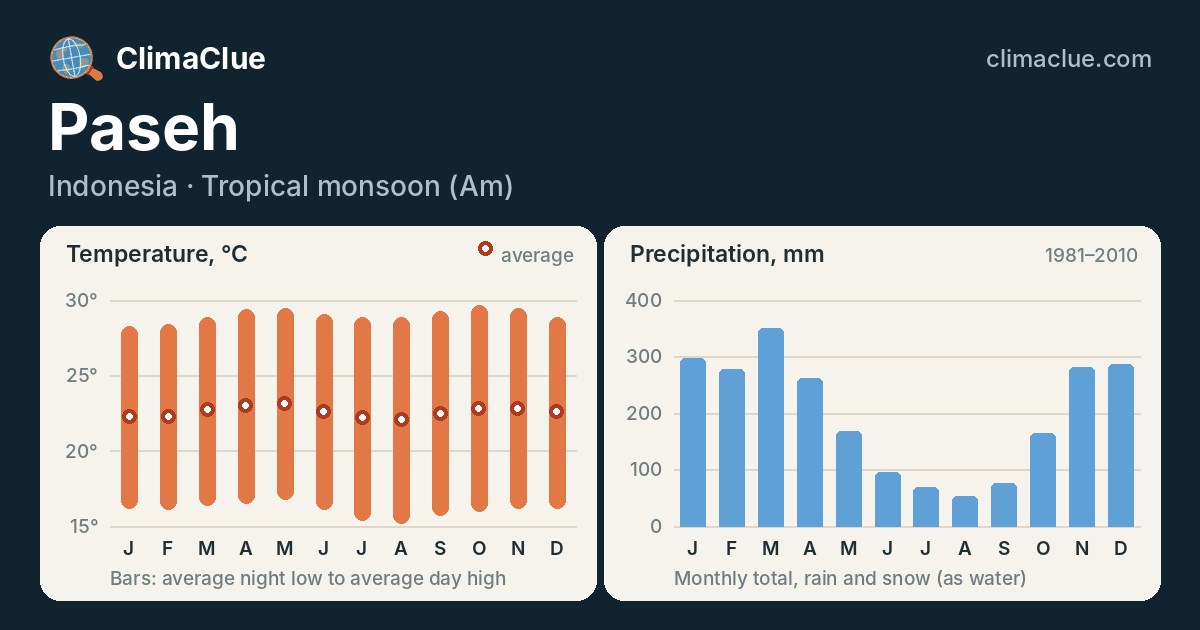 ClimaClue
climaclue.com
Paseh
Indonesia · Tropical monsoon (Am)
Temperature, °C
average
30°
25°
20°
15°
J F M A M J J A S O N D
Bars: average night low to average day high
Precipitation, mm
1981–2010
400
300
200
100
0
J F M A M J J A S O N D
Monthly total, rain and snow (as water)